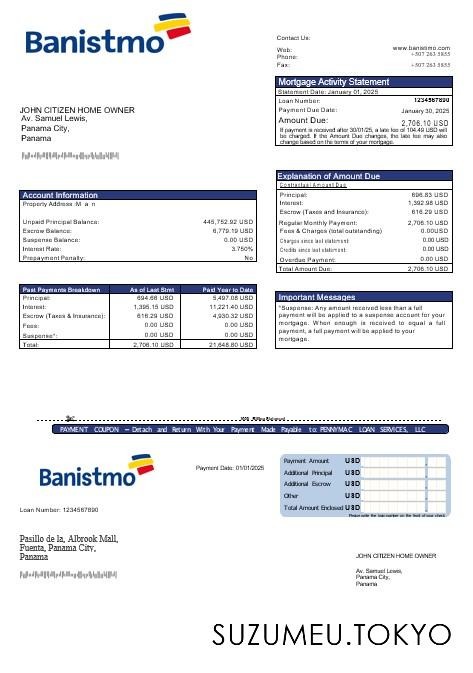 Banistmo
Contact Us:
Web: www.banistmo.com
Phone: +507 263 5855
Fax: +507 263 5855
Mortgage Activity Statement
Statement Date: January 01, 2025
Loan Number: 1234567890
Payment Due Date: January 30, 2025
Amount Due: 2,706.10 USD
If payment is received after 30/01/25, a late fee of 104.49 USD will
be charged. If the Amount Due changes, the late fee may also
change based on the terms of your mortgage.
JOHN CITIZEN HOME OWNER
Av. Samuel Lewis,
Panama City,
Panama
Account Information
Property Address: M a n
Unpaid Principal Balance: 445,752.92 USD
Escrow Balance: 6,779.19 USD
Suspense Balance: 0.00 USD
Interest Rate: 3.750%
Prepayment Penalty: No
Explanation of Amount Due
Contractual Amount Due
Principal: 696.83 USD
Interest: 1,392.98 USD
Escrow (Taxes and Insurance): 616.29 USD
Regular Monthly Payment: 2,706.10 USD
Fees & Charges (total outstanding) 0.00USD
Charges since last statement: 0.00 USD
Credits since last statement: 0.00 USD
Overdue Payment: 0.00 USD
Total Amount Due: 2,706.10 USD
Past Payments Breakdown As of Last Stmt Paid Year to Date
Principal: 694.66 USD 5,497.08 USD
Interest: 1,395.15 USD 11,221.40 USD
Escrow (Taxes & Insurance): 616.29 USD 4,930.32 USD
Fees: 0.00 USD 0.00 USD
Suspense*: 0.00 USD 0.00 USD
Total: 2,706.10 USD 21,648.80 USD
Important Messages
*Suspense: Any amount received less than a full
payment will be applied to a suspense account for your
mortgage. When enough is received to equal a full
payment, a full payment will be applied to your
mortgage.
PAYMENT COUPON – Detach and Return With Your Payment Made Payable to: PENNYMAC LOAN SERVICES, LLC
Banistmo
Payment Date: 01/01/2025
Payment Amount USD
Additional Principal USD
Additional Escrow USD
Other USD
Total Amount Enclosed USD
Please write the loan number on the front of your check.
Loan Number: 1234567890
Pasillo de la, Albrook Mall,
Fuenta, Panama City,
Panama
JOHN CITIZEN HOME OWNER
Av. Samuel Lewis,
Panama City,
Panama
SUZUMEU.TOKYO